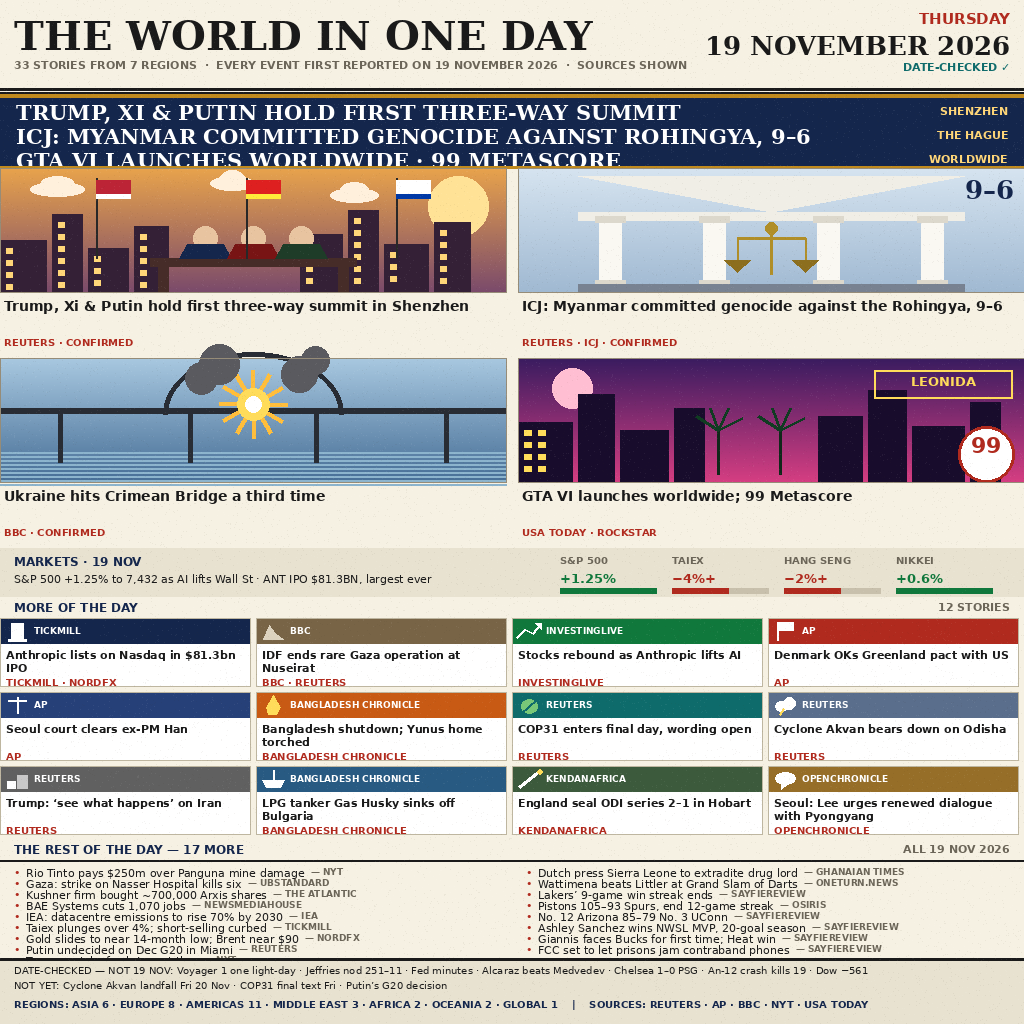 THE WORLD IN ONE DAY
33 STORIES FROM 7 REGIONS · EVERY EVENT FIRST REPORTED ON 19 NOVEMBER 2026 · SOURCES SHOWN
THURSDAY
19 NOVEMBER 2026
DATE-CHECKED ✓
TRUMP, XI & PUTIN HOLD FIRST THREE-WAY SUMMIT
SHENZHEN
ICJ: MYANMAR COMMITTED GENOCIDE AGAINST ROHINGYA, 9–6
THE HAGUE
GTA VI LAUNCHES WORLDWIDE · 99 METASCORE
WORLDWIDE
9–6
Trump, Xi & Putin hold first three-way summit in Shenzhen
REUTERS · CONFIRMED
ICJ: Myanmar committed genocide against the Rohingya, 9–6
REUTERS · ICJ · CONFIRMED
LEONIDA
99
Ukraine hits Crimean Bridge a third time
BBC · CONFIRMED
GTA VI launches worldwide; 99 Metascore
USA TODAY · ROCKSTAR
MARKETS · 19 NOV
S&P 500 +1.25% to 7,432 as AI lifts Wall St · ANT IPO $81.3BN, largest ever
S&P 500
+1.25%
TAIEX
−4%+
HANG SENG
−2%+
NIKKEI
+0.6%
MORE OF THE DAY
12 STORIES
TICKMILL
Anthropic lists on Nasdaq in $81.3bn
IPO
TICKMILL · NORDFX
BBC
IDF ends rare Gaza operation at
Nuseirat
BBC · REUTERS
INVESTINGLIVE
Stocks rebound as Anthropic lifts AI
INVESTINGLIVE
AP
Denmark OKs Greenland pact with US
AP
AP
Seoul court clears ex-PM Han
AP
BANGLADESH CHRONICLE
Bangladesh shutdown; Yunus home
torched
BANGLADESH CHRONICLE
REUTERS
COP31 enters final day, wording open
REUTERS
REUTERS
Cyclone Akvan bears down on Odisha
REUTERS
REUTERS
Trump: ‘see what happens’ on Iran
REUTERS
BANGLADESH CHRONICLE
LPG tanker Gas Husky sinks off
Bulgaria
BANGLADESH CHRONICLE
KENDANAFRICA
England seal ODI series 2–1 in Hobart
KENDANAFRICA
OPENCHRONICLE
Seoul: Lee urges renewed dialogue
with Pyongyang
OPENCHRONICLE
THE REST OF THE DAY — 17 MORE
ALL 19 NOV 2026
• Rio Tinto pays $250m over Panguna mine damage — NYT
• Gaza: strike on Nasser Hospital kills six — UBSTANDARD
• Kushner firm bought ~700,000 Arxis shares — THE ATLANTIC
• BAE Systems cuts 1,070 jobs — NEWSMEDIAHOUSE
• IEA: datacentre emissions to rise 70% by 2030 — IEA
• Taiex plunges over 4%; short-selling curbed — TICKMILL
• Gold slides to near 14-month low; Brent near $90 — NORDFX
• Putin undecided on Dec G20 in Miami — REUTERS
• Dutch press Sierra Leone to extradite drug lord — GHANAIAN TIMES
• Wattimena beats Littler at Grand Slam of Darts — ONETURN.NEWS
• Lakers’ 9-game win streak ends — SAYFIEREVIEW
• Pistons 105–93 Spurs, end 12-game streak — OSIRIS
• No. 12 Arizona 85–79 No. 3 UConn — SAYFIEREVIEW
• Ashley Sanchez wins NWSL MVP, 20-goal season — SAYFIEREVIEW
• Giannis faces Bucks for first time; Heat win — SAYFIEREVIEW
• FCC set to let prisons jam contraband phones — SAYFIEREVIEW
DATE-CHECKED — NOT 19 NOV: Voyager 1 one light-day · Jeffries nod 251–11 · Fed minutes · Alcaraz beats Medvedev · Chelsea 1–0 PSG · An-12 crash kills 19 · Dow −561
NOT YET: Cyclone Akvan landfall Fri 20 Nov · COP31 final text Fri · Putin’s G20 decision
REGIONS: ASIA 6 · EUROPE 8 · AMERICAS 11 · MIDDLE EAST 3 · AFRICA 2 · OCEANIA 2 · GLOBAL 1 | SOURCES: REUTERS · AP · BBC · NYT · USA TODAY